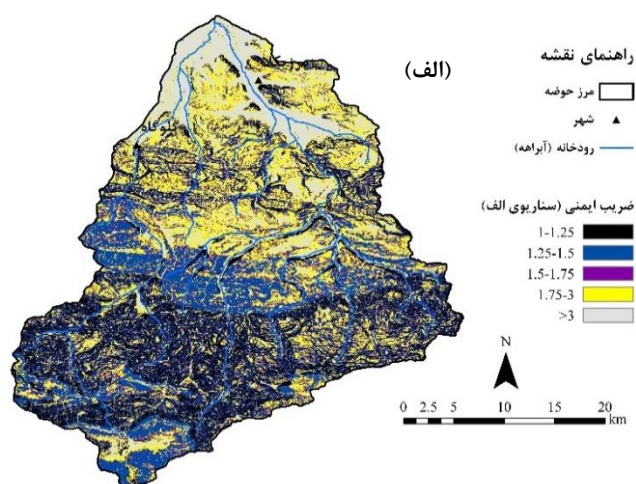 (الف)
راهنمای نقشه
مرز حوضه
شهر
رودخانه (آبراهه)
ضریب ایمنی (سناریوی الف)
1-1.25
1.25-1.5
1.5-1.75
1.75-3
>3
N
0 2.5 5 10 15 20
km